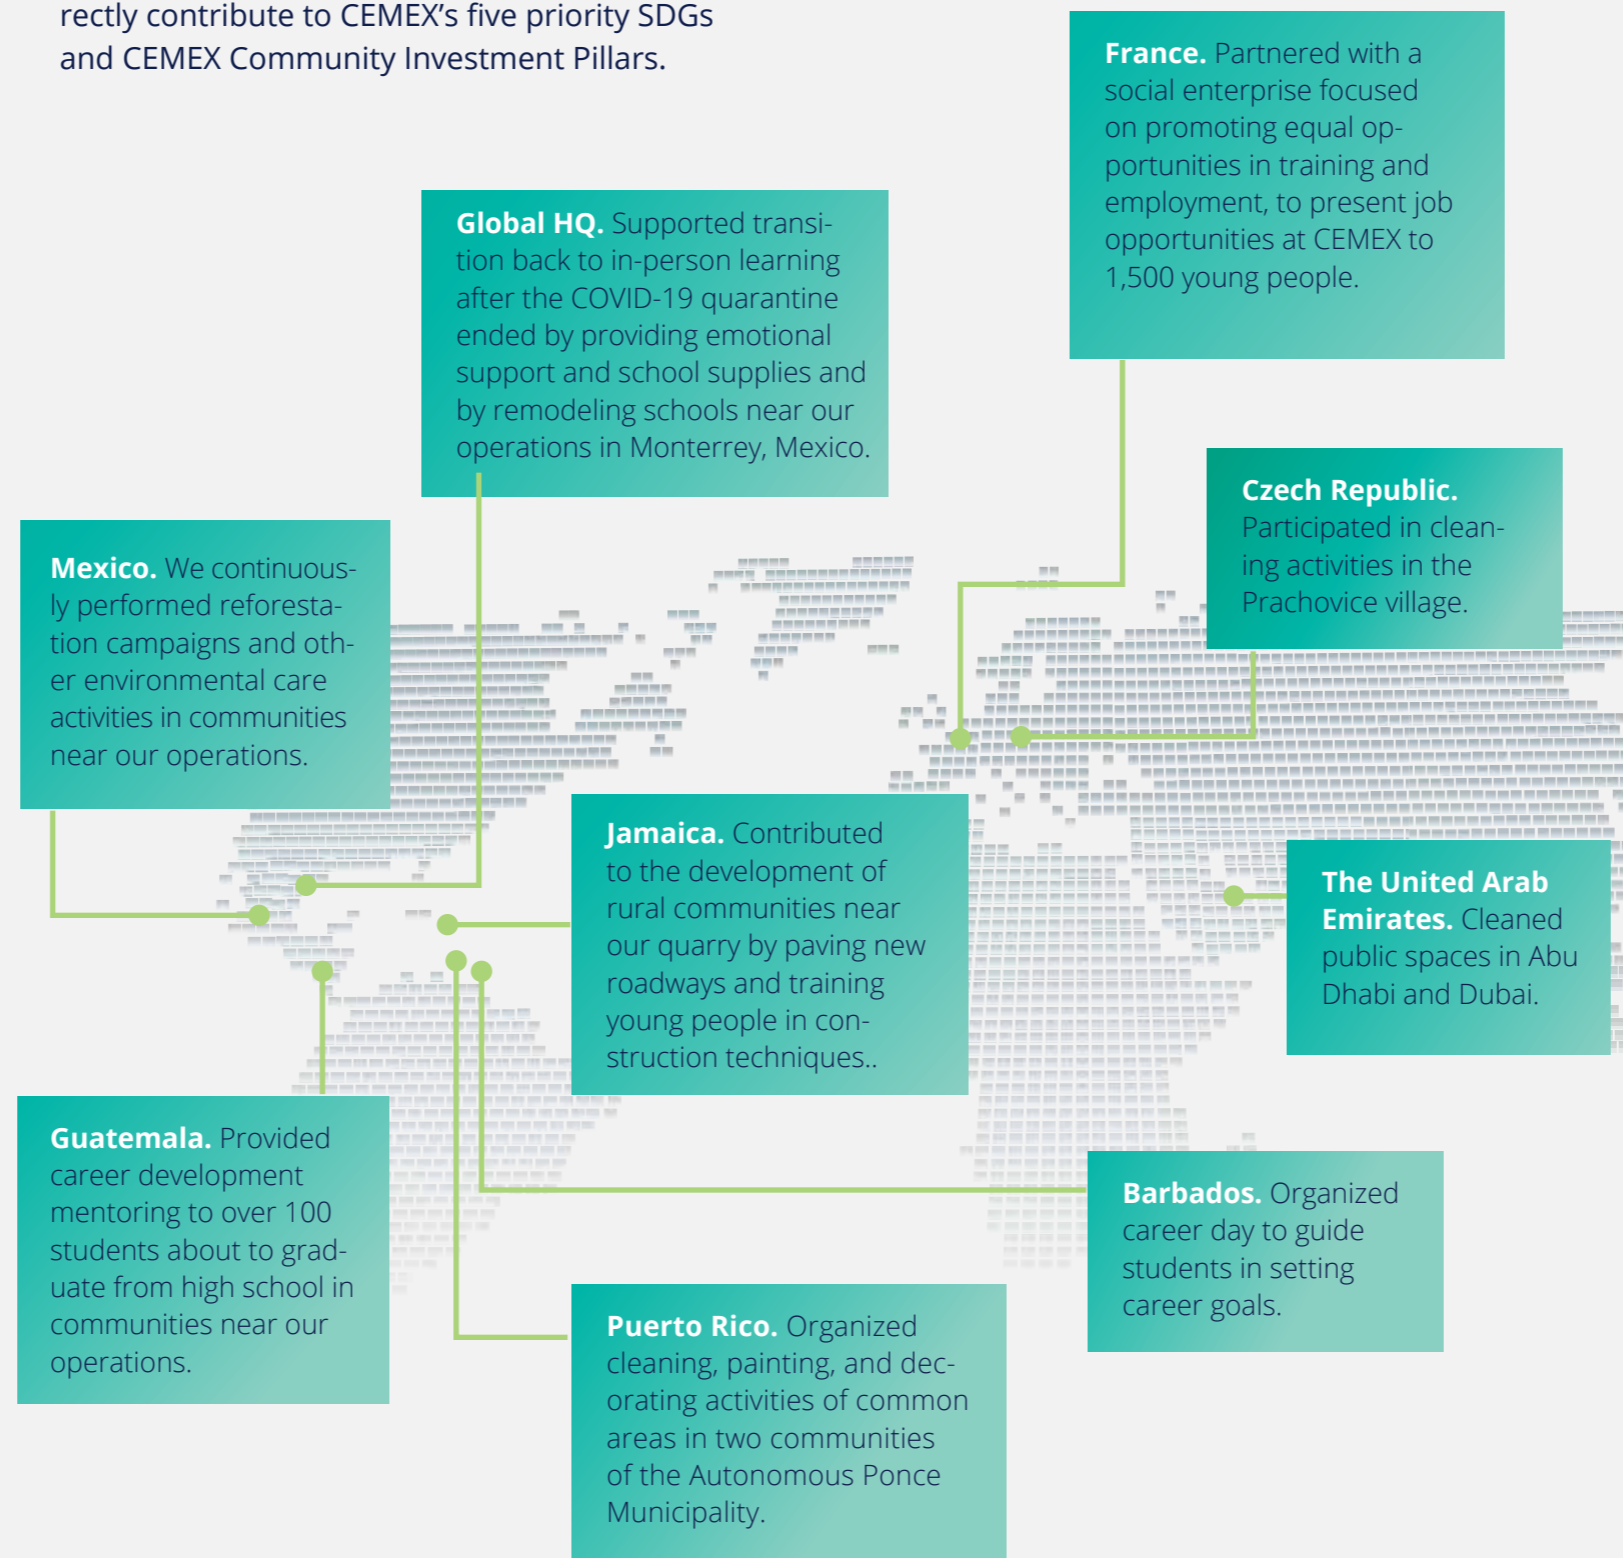 rectly contribute to CEMEX’s five priority SDGs
and CEMEX Community Investment Pillars.
France. Partnered with a
social enterprise focused
on promoting equal op-
portunities in training and
employment, to present job
opportunities at CEMEX to
1,500 young people.
Global HQ. Supported transi-
tion back to in-person learning
after the COVID-19 quarantine
ended by providing emotional
support and school supplies and
by remodeling schools near our
operations in Monterrey, Mexico.
Czech Republic.
Participated in clean-
ing activities in the
Prachovice village.
Mexico. We continuous-
ly performed reforesta-
tion campaigns and oth-
er environmental care
activities in communities
near our operations.
Jamaica. Contributed
to the development of
rural communities near
our quarry by paving new
roadways and training
young people in con-
struction techniques..
The United Arab
Emirates. Cleaned
public spaces in Abu
Dhabi and Dubai.
Guatemala. Provided
career development
mentoring to over 100
students about to grad-
uate from high school in
communities near our
operations.
Barbados. Organized
career day to guide
students in setting
career goals.
Puerto Rico. Organized
cleaning, painting, and dec-
orating activities of common
areas in two communities
of the Autonomous Ponce
Municipality.